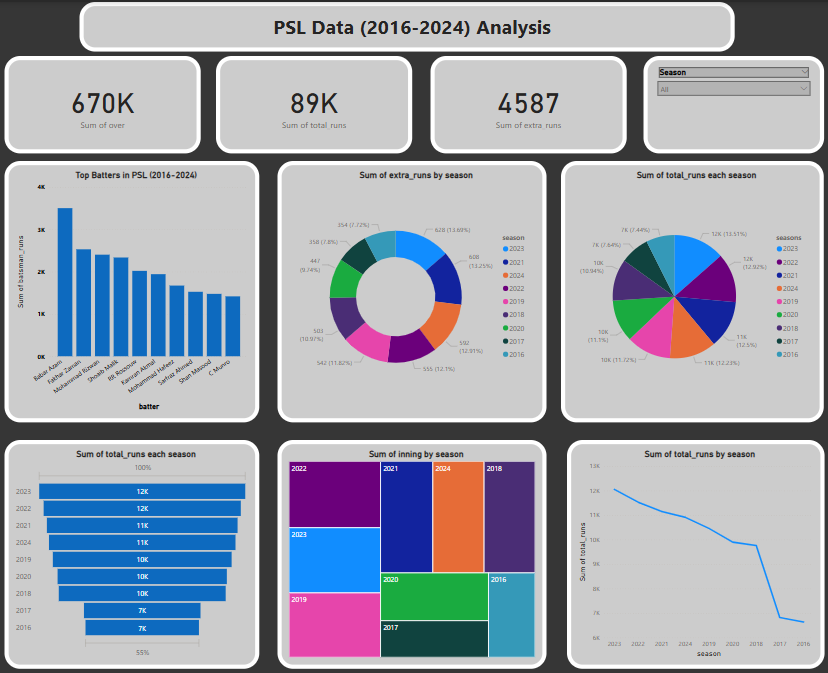 PSL Data (2016-2024) Analysis
670K
Sum of over
89K
Sum of total_runs
4587
Sum of extra_runs
Season
All
Top Batters in PSL (2016-2024)
Sum of batsman_runs
4K
3K
2K
1K
0K
Babar Azam
Fakhar Zaman
Mohammad Rizwan
Shoaib Malik
RR Rossouw
Kamran Akmal
Mohammad Hafeez
Sarfraz Ahmed
Shan Masood
C Munro
batter
Sum of extra_runs by season
628 (13.69%)
608
(13.25%)
592
(12.91%)
555 (12.1%)
542 (11.82%)
503
(10.97%)
447
(9.74%)
358 (7.8%)
354 (7.72%)
season
2023
2021
2024
2022
2019
2018
2020
2017
2016
Sum of total_runs each season
12K (13.51%)
12K
(12.92%)
11K
(12.5%)
11K (12.23%)
10K (11.72%)
10K
(11.1%)
10K
(10.94%)
7K (7.64%)
7K (7.44%)
seasons
2023
2022
2021
2024
2019
2020
2018
2017
2016
Sum of total_runs each season
100%
2023 12K
2022 12K
2021 11K
2024 11K
2019 10K
2020 10K
2018 10K
2017 7K
2016 7K
55%
Sum of inning by season
2022
2023
2019
2021
2024
2018
2020
2017
2016
Sum of total_runs by season
Sum of total_runs
13K
12K
11K
10K
9K
8K
7K
6K
2023 2022 2021 2024 2019 2020 2018 2017 2016
season